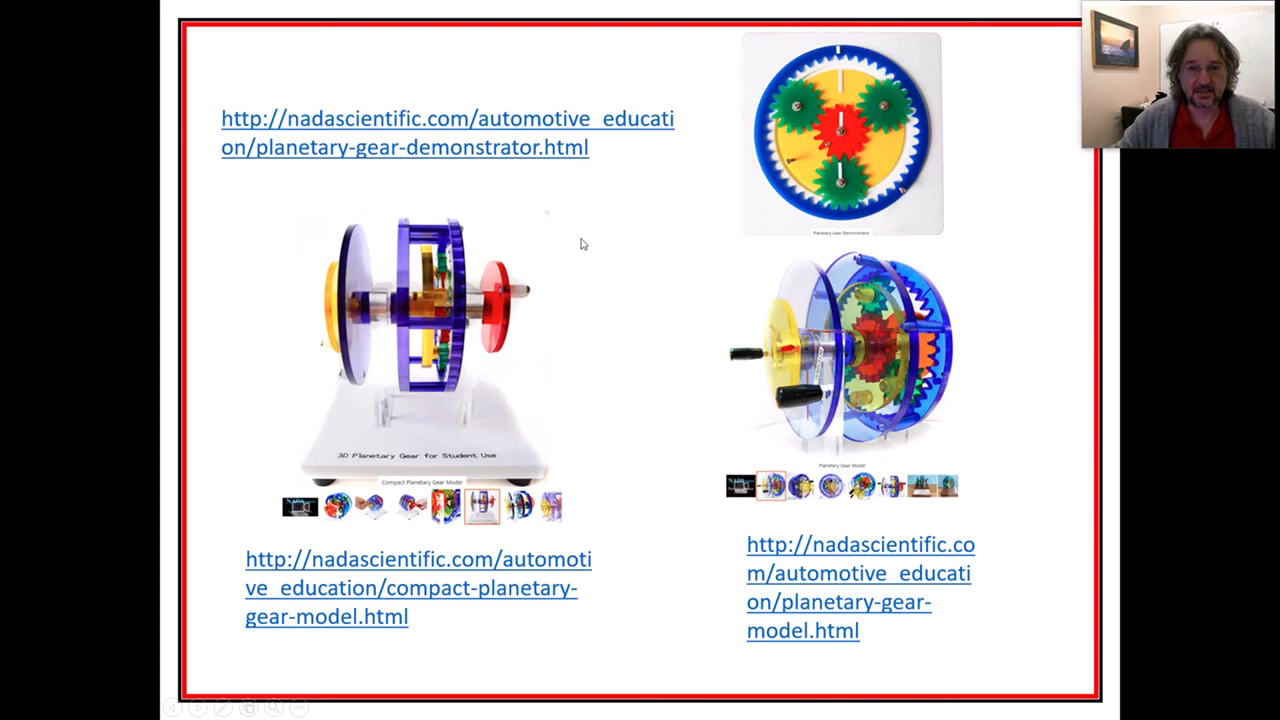 http://nadascientific.com/automotive_educati
on/planetary-gear-demonstrator.html
Planetary-Gear Demonstrator
3D Planetary Gear for Student Use
Compact Planetary Gear Model
Planetary Gear Model
NADA
http://nadascientific.com/automoti
ve_education/compact-planetary-
gear-model.html
http://nadascientific.co
m/automotive_educati
on/planetary-gear-
model.html